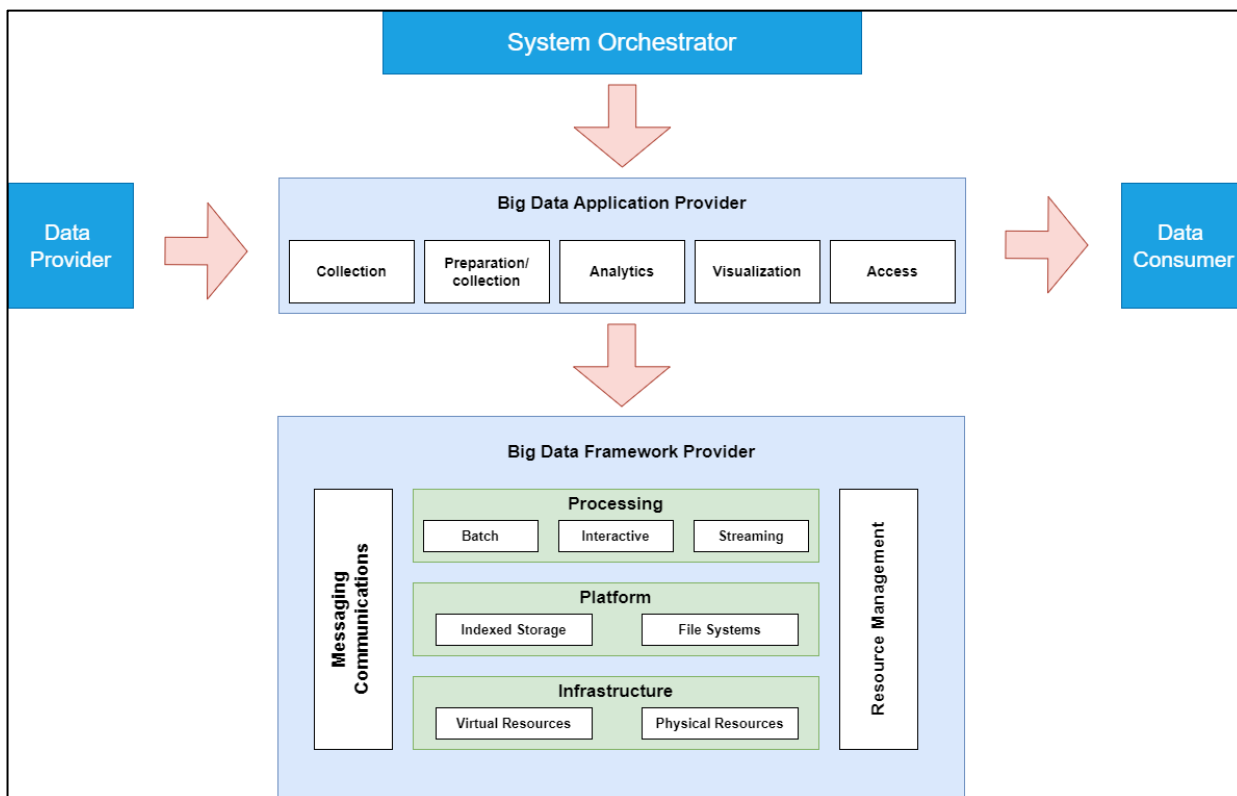 System Orchestrator
Data
Provider
Big Data Application Provider
Collection
Preparation/
collection
Analytics
Visualization
Access
Data
Consumer
Big Data Framework Provider
Messaging
Communications
Processing
Batch
Interactive
Streaming
Platform
Indexed Storage
File Systems
Infrastructure
Virtual Resources
Physical Resources
Resource Management